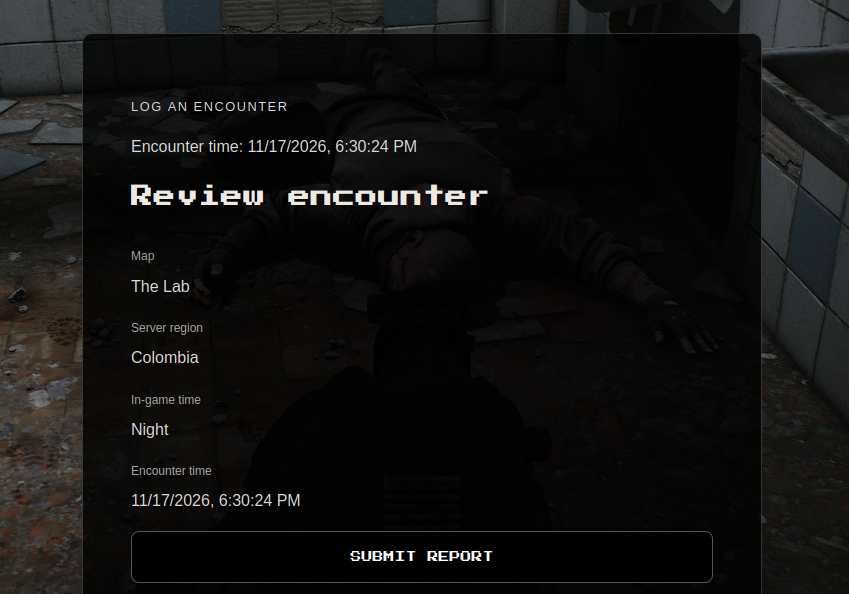 LOG AN ENCOUNTER
Encounter time: 11/17/2026, 6:30:24 PM
Review encounter
Map
The Lab
Server region
Colombia
In-game time
Night
Encounter time
11/17/2026, 6:30:24 PM
SUBMIT REPORT